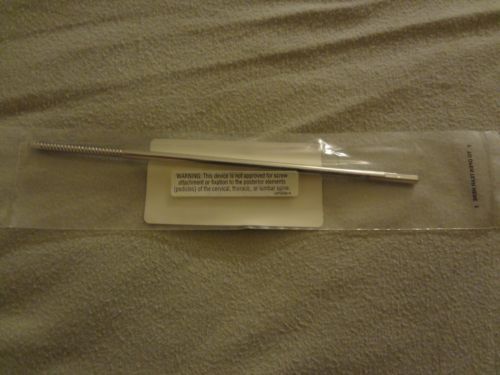 WARNING: This device is not approved for screw
attachment or fixation to the posterior elements
(pedicles) of the cervical, thoracic, or lumbar spine.